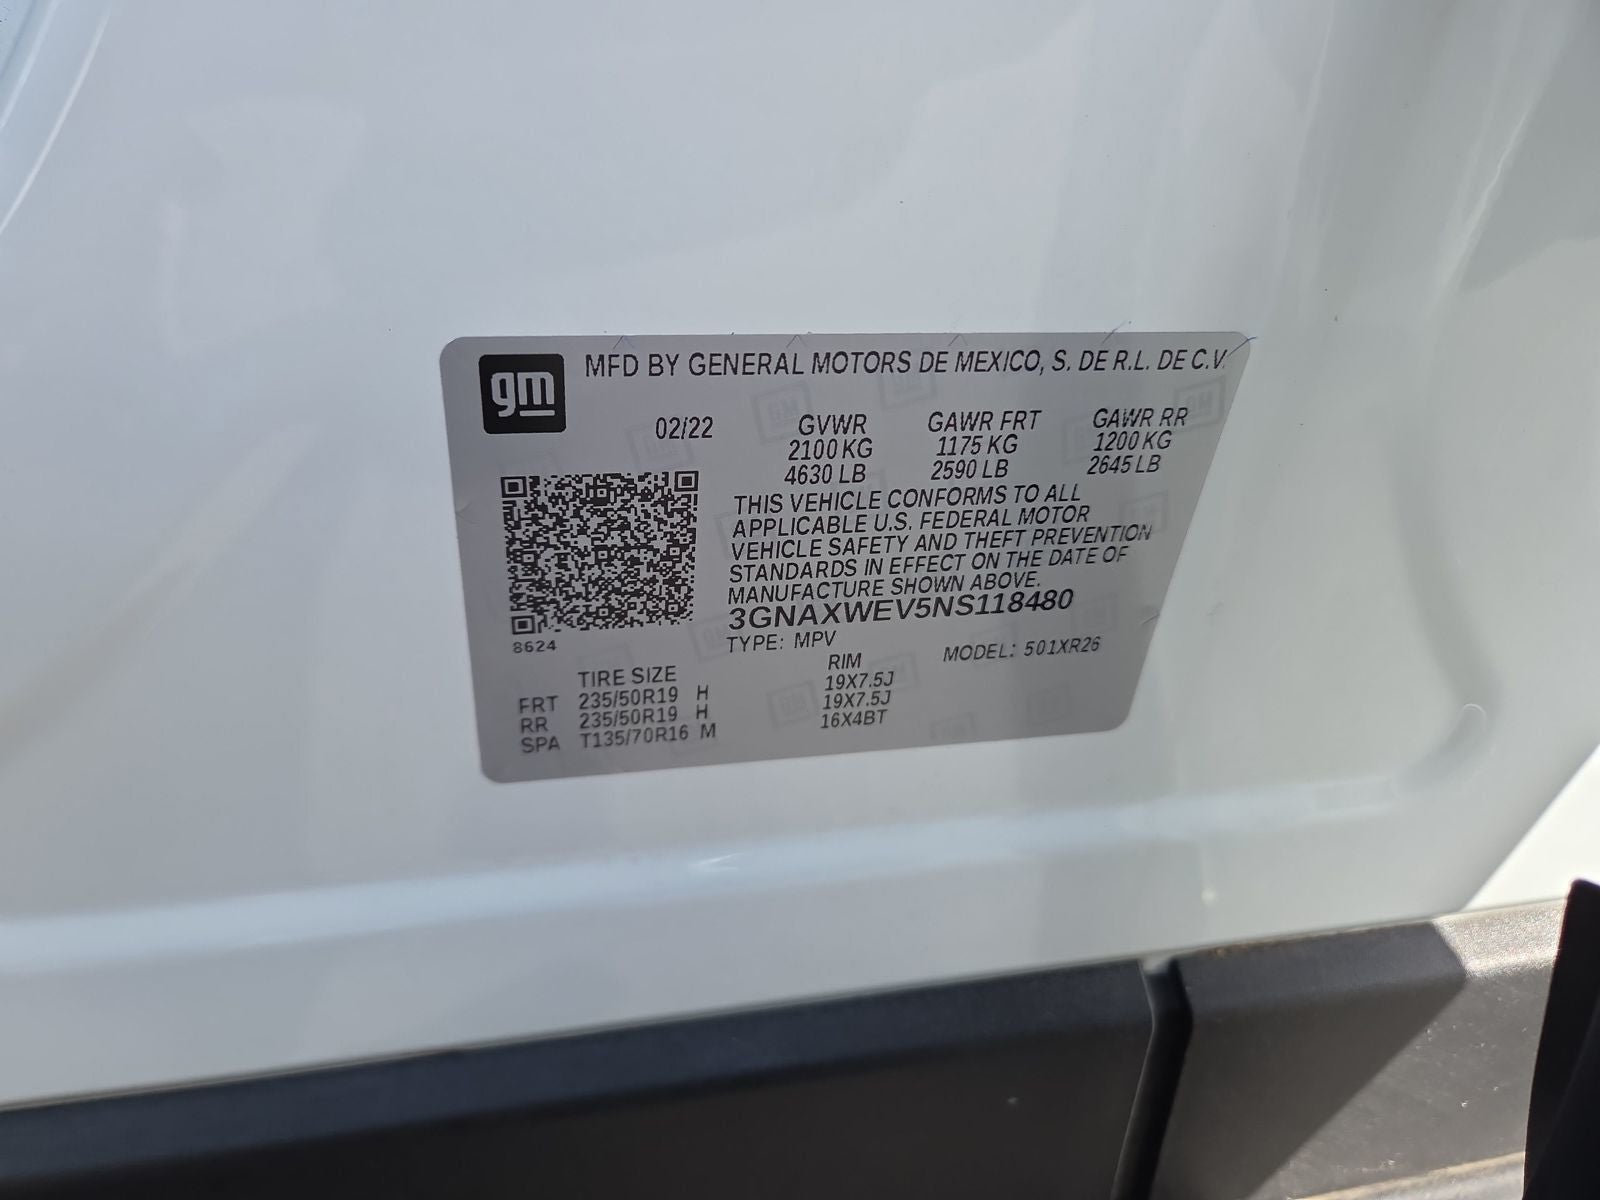 gm
MFD BY GENERAL MOTORS DE MEXICO, S. DE R.L. DE C.V.
02/22
GVWR GAWR FRT GAWR RR
2100 KG 1175 KG 1200 KG
4630 LB 2590 LB 2645 LB
THIS VEHICLE CONFORMS TO ALL
APPLICABLE U.S. FEDERAL MOTOR
VEHICLE SAFETY AND THEFT PREVENTION
STANDARDS IN EFFECT ON THE DATE OF
MANUFACTURE SHOWN ABOVE.
3GNAXWEV5NS118480
8624
TYPE: MPV MODEL: 501XR26
TIRE SIZE RIM
FRT 235/50R19 H 19X7.5J
RR 235/50R19 H 19X7.5J
SPA T135/70R16 M 16X4BT